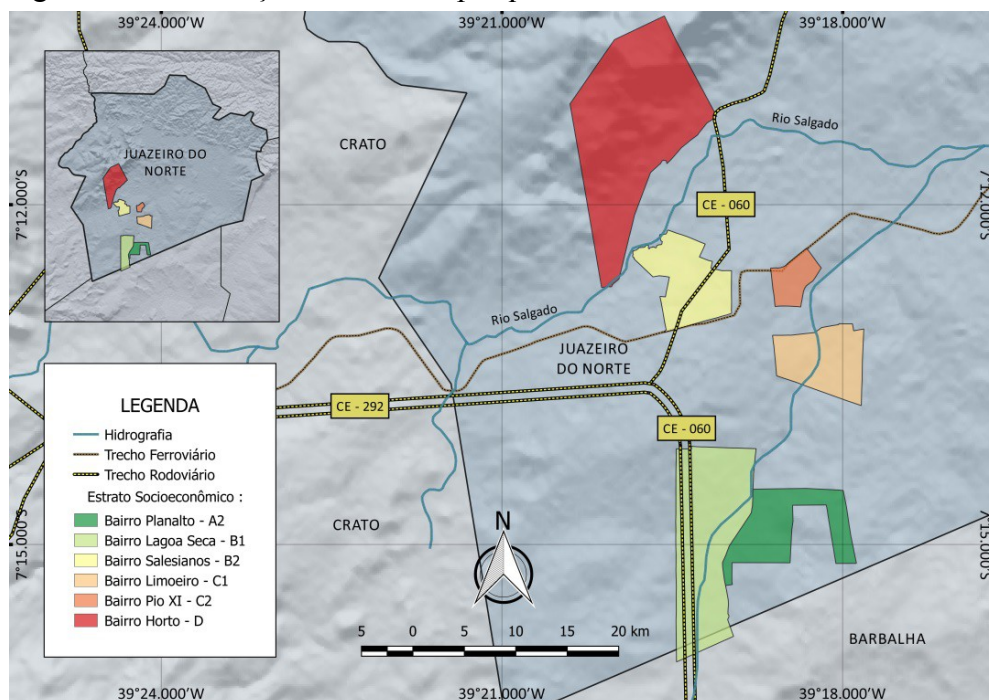 39°24.000'W
39°21.000'W
39°18.000'W
JUAZEIRO DO
NORTE
CRATO
Rio Salgado
CE - 060
7°12.000'S
7°12.000'S
Rio Salgado
JUAZEIRO
DO NORTE
CE - 292
CE - 060
LEGENDA
Hidrografia
Trecho Ferroviário
Trecho Rodoviário
Estrato Socioeconômico :
Bairro Planalto - A2
Bairro Lagoa Seca - B1
Bairro Salesianos - B2
Bairro Limoeiro - C1
Bairro Pio XI - C2
Bairro Horto - D
CRATO
N
7°15.000'S
7°15.000'S
5 0 5 10 15 20 km
BARBALHA
39°24.000'W
39°21.000'W
39°18.000'W